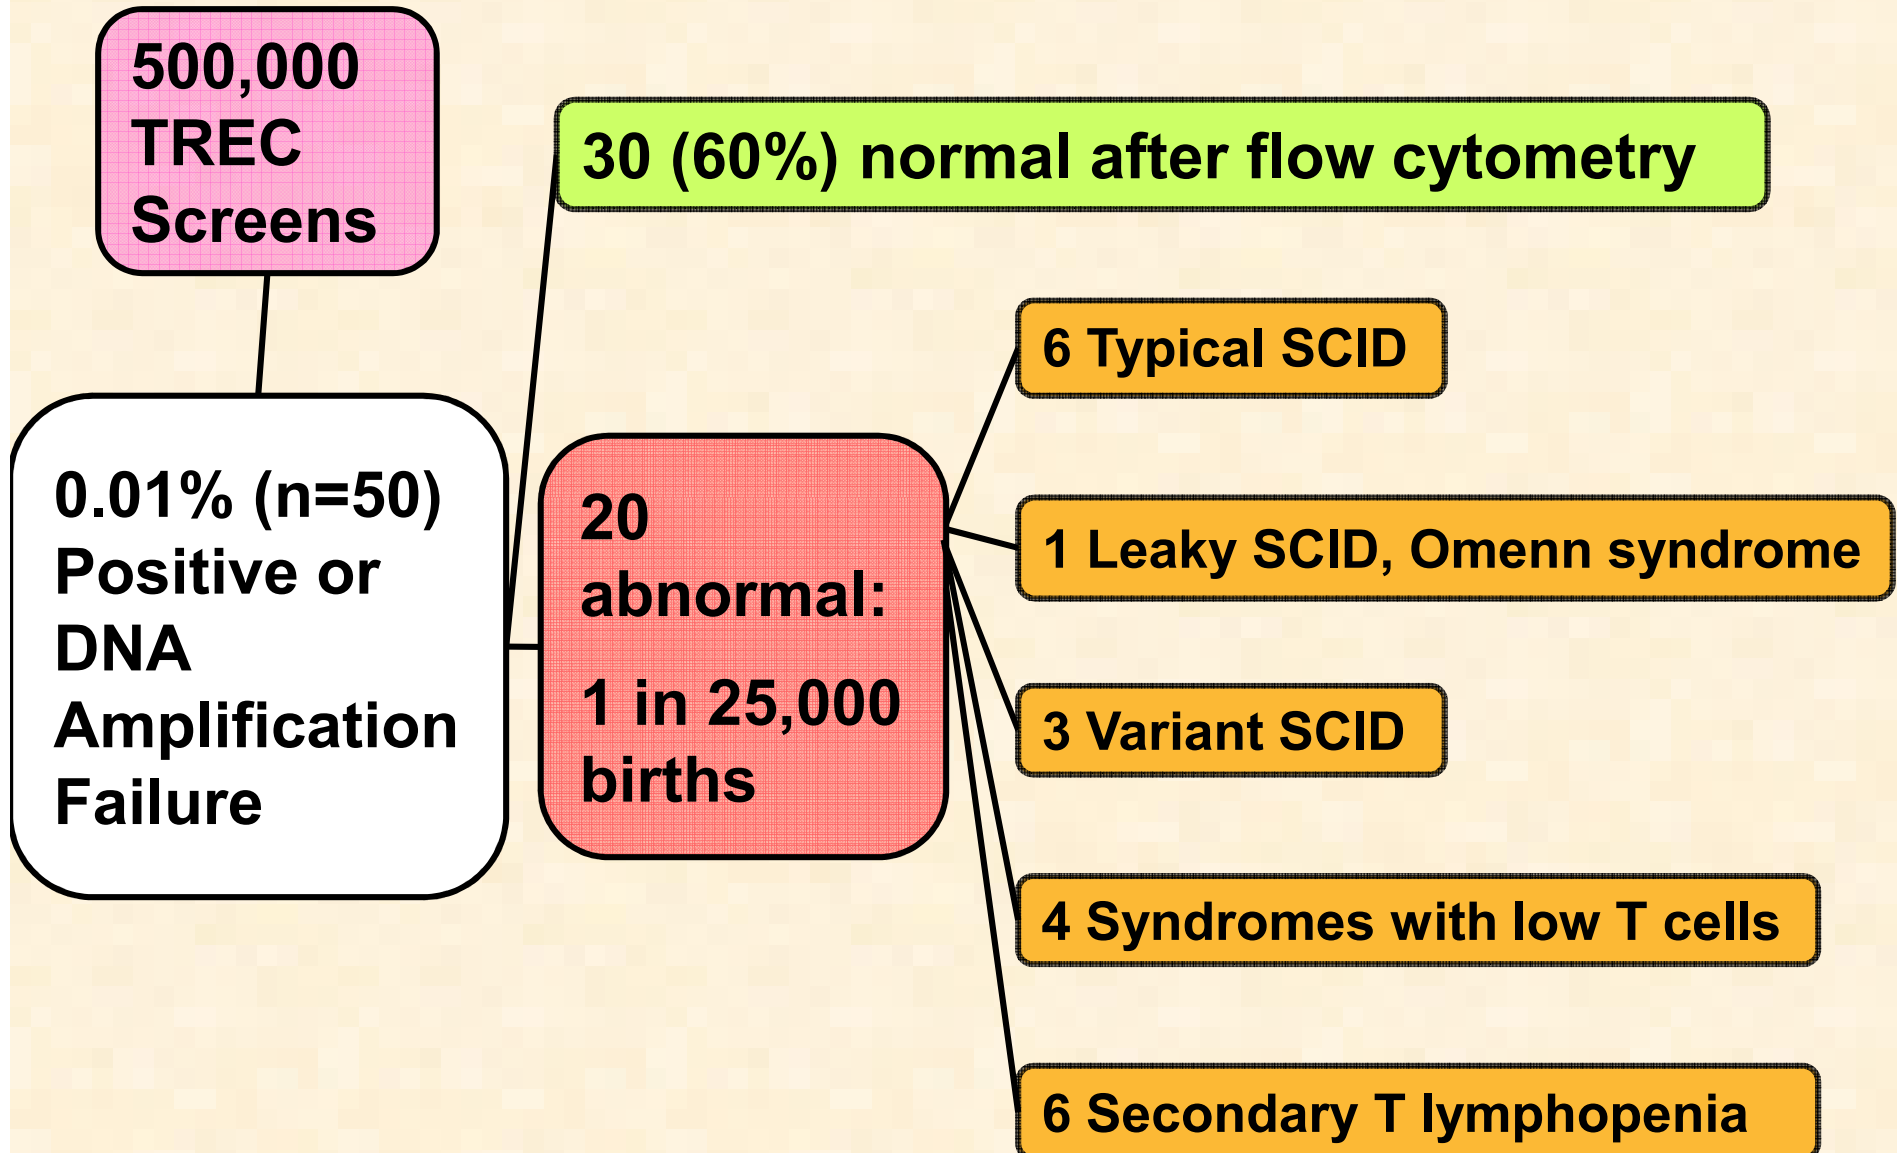 500,000
TREC
Screens
30 (60%) normal after flow cytometry
0.01% (n=50)
Positive or
DNA
Amplification
Failure
20
abnormal:
1 in 25,000
births
6 Typical SCID
1 Leaky SCID, Omenn syndrome
3 Variant SCID
4 Syndromes with low T cells
6 Secondary T lymphopenia